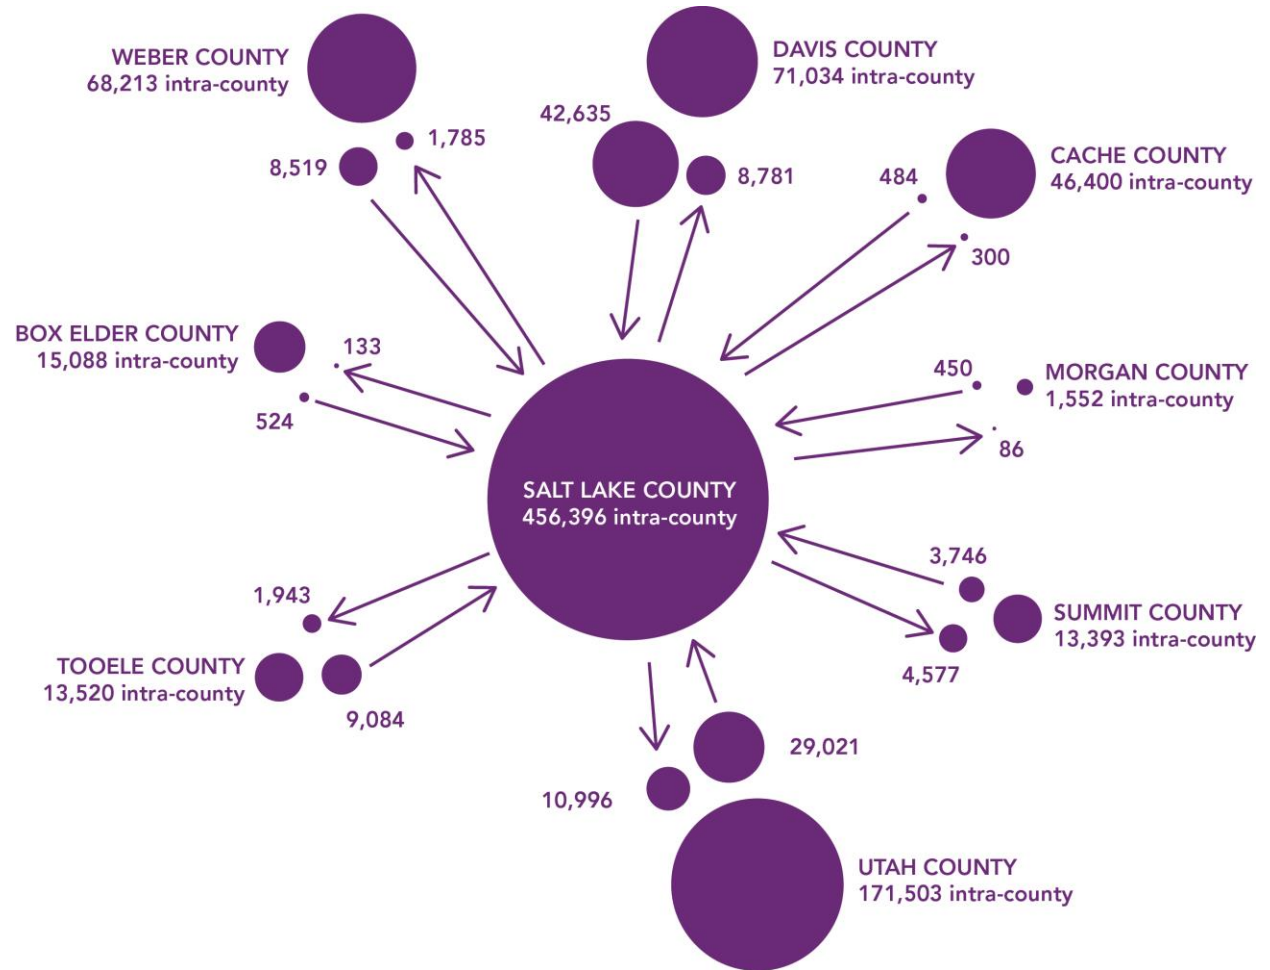 WEBER COUNTY
68,213 intra-county
8,519
1,785
DAVIS COUNTY
71,034 intra-county
42,635
8,781
CACHE COUNTY
46,400 intra-county
484
300
BOX ELDER COUNTY
15,088 intra-county
133
524
MORGAN COUNTY
1,552 intra-county
450
86
SALT LAKE COUNTY
456,396 intra-county
3,746
SUMMIT COUNTY
13,393 intra-county
4,577
1,943
TOOELE COUNTY
13,520 intra-county
9,084
29,021
10,996
UTAH COUNTY
171,503 intra-county